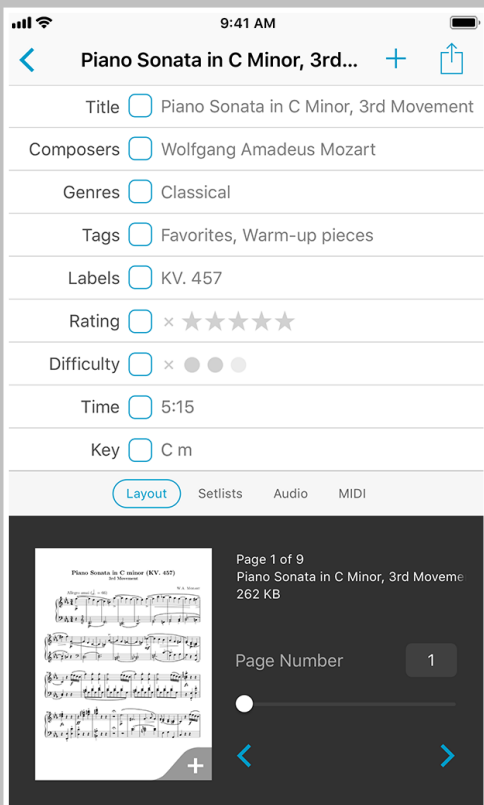 9:41 AM
Piano Sonata in C Minor, 3rd...
Title Piano Sonata in C Minor, 3rd Movement
Composers Wolfgang Amadeus Mozart
Genres Classical
Tags Favorites, Warm-up pieces
Labels KV. 457
Rating × ★★★★★
Difficulty ×
Time 5:15
Key C m
Layout Setlists Audio MIDI
Page 1 of 9
Piano Sonata in C Minor, 3rd Moveme
262 KB
Page Number 1
Piano Sonata in C minor (KV. 457)
3rd Movement
W.A. Mozart